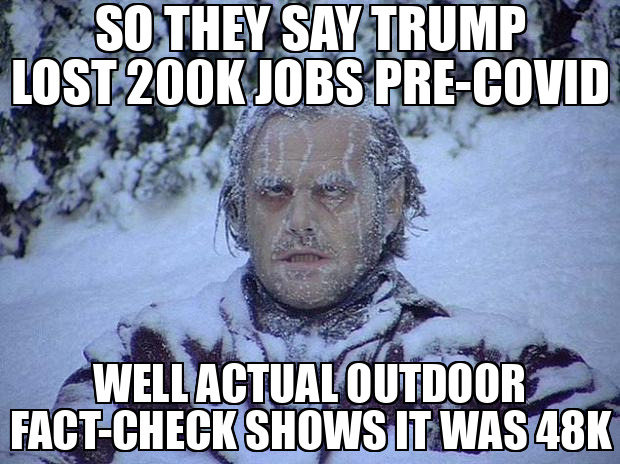 SO THEY SAY TRUMP
LOST 200K JOBS PRE-COVID
WELL ACTUAL OUTDOOR
FACT-CHECK SHOWS IT WAS 48K